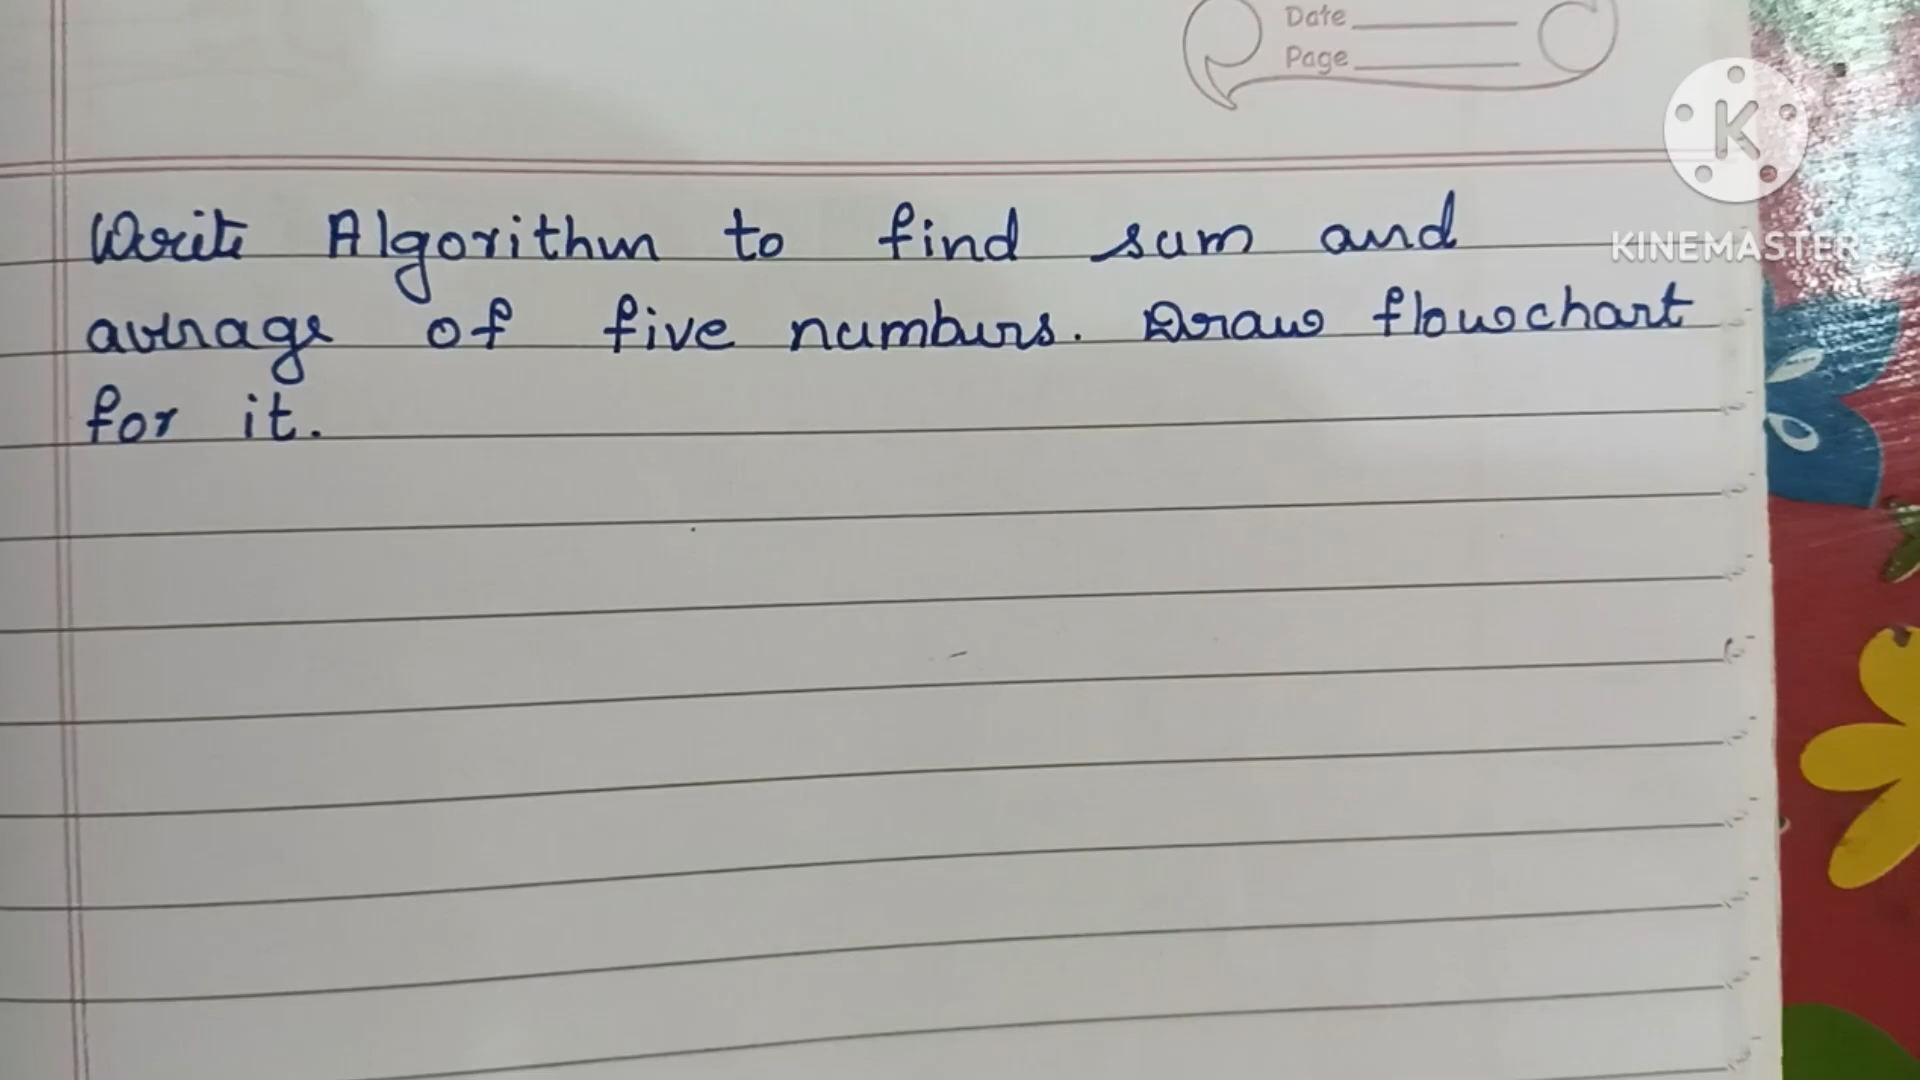 Date
Page
K
KINEMASTER
Write Algorithm to find sum and
average of five numbers. Draw flowchart
for it.